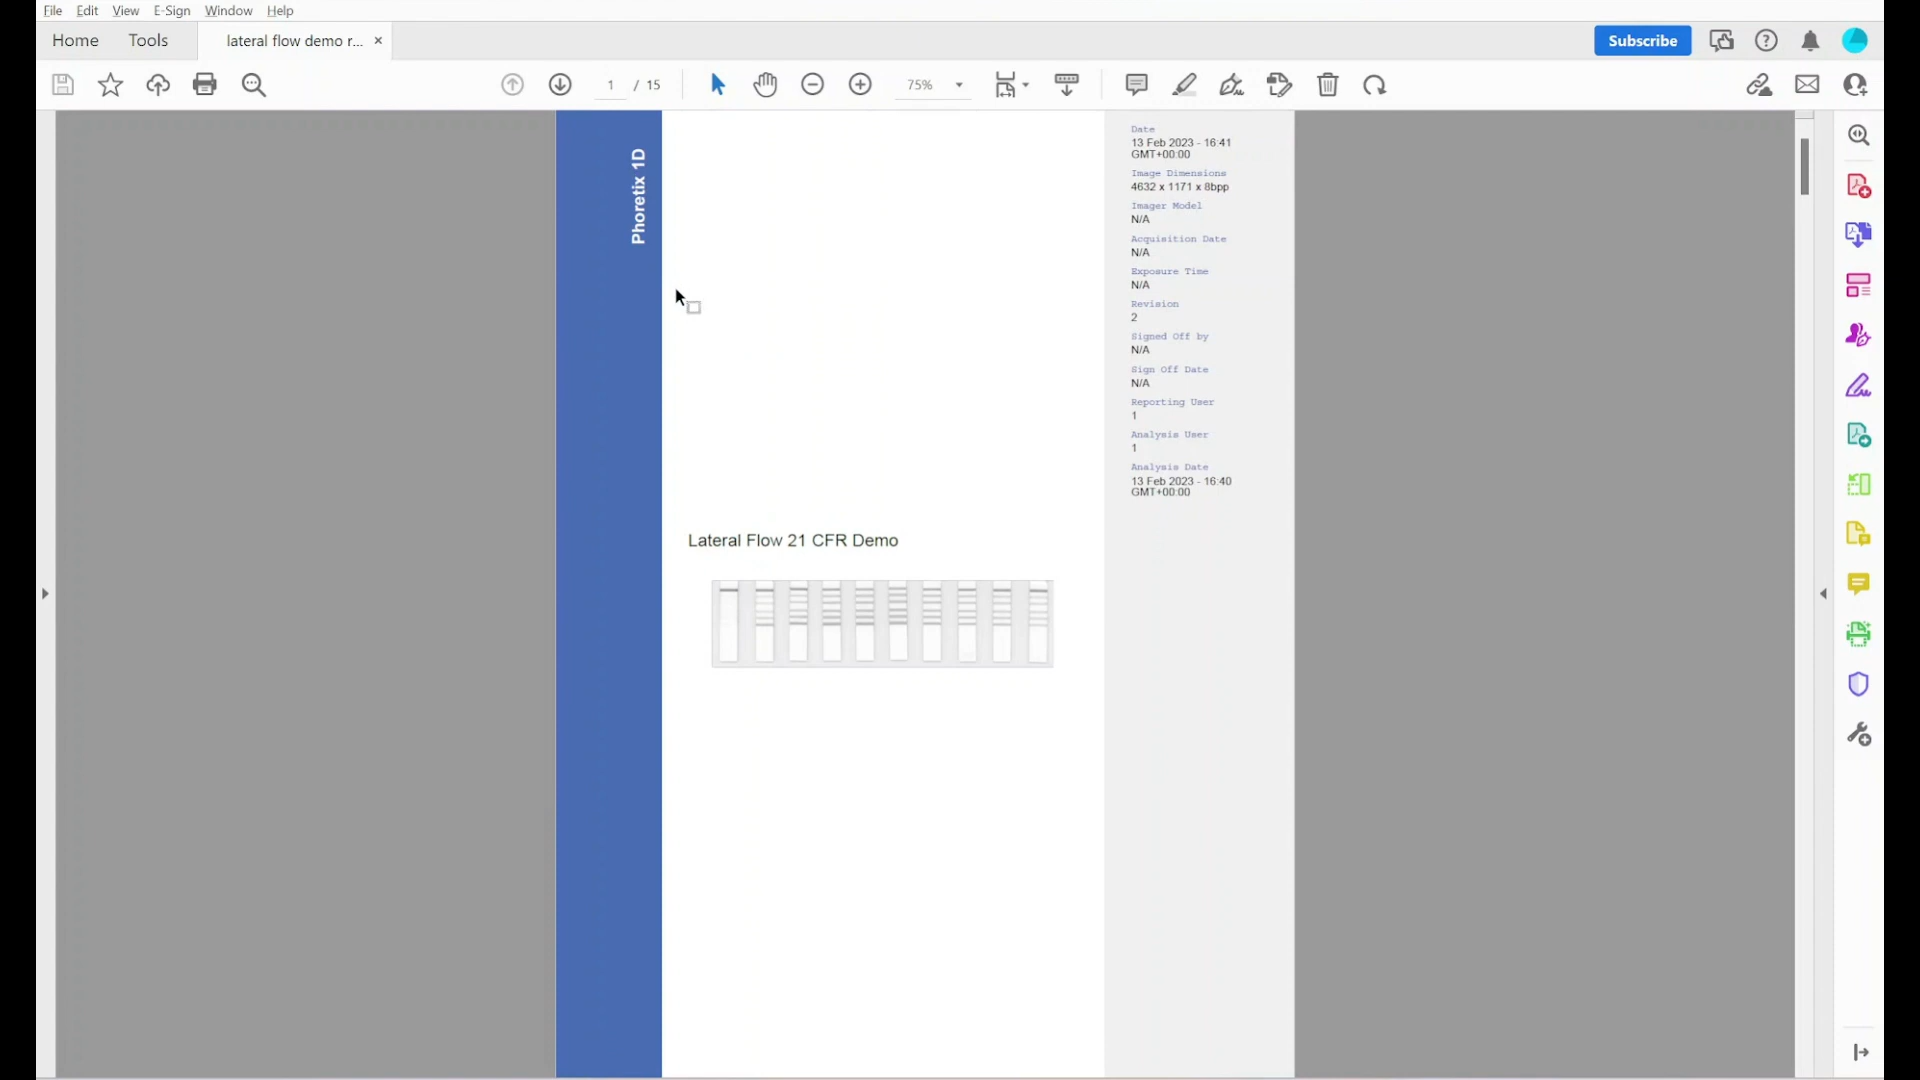 File Edit View E-Sign Window Help
Home Tools lateral flow demo r... ×
Subscribe
1 / 15 75%
Phoretix 1D
Date
13 Feb 2023 - 16:41
GMT+00:00
Image Dimensions
4632 x 1171 x 8bpp
Imager Model
N/A
Acquisition Date
N/A
Exposure Time
N/A
Revision
2
Signed Off by
N/A
Sign Off Date
N/A
Reporting User
1
Analysis User
1
Analysis Date
13 Feb 2023 - 16:40
GMT+00:00
Lateral Flow 21 CFR Demo